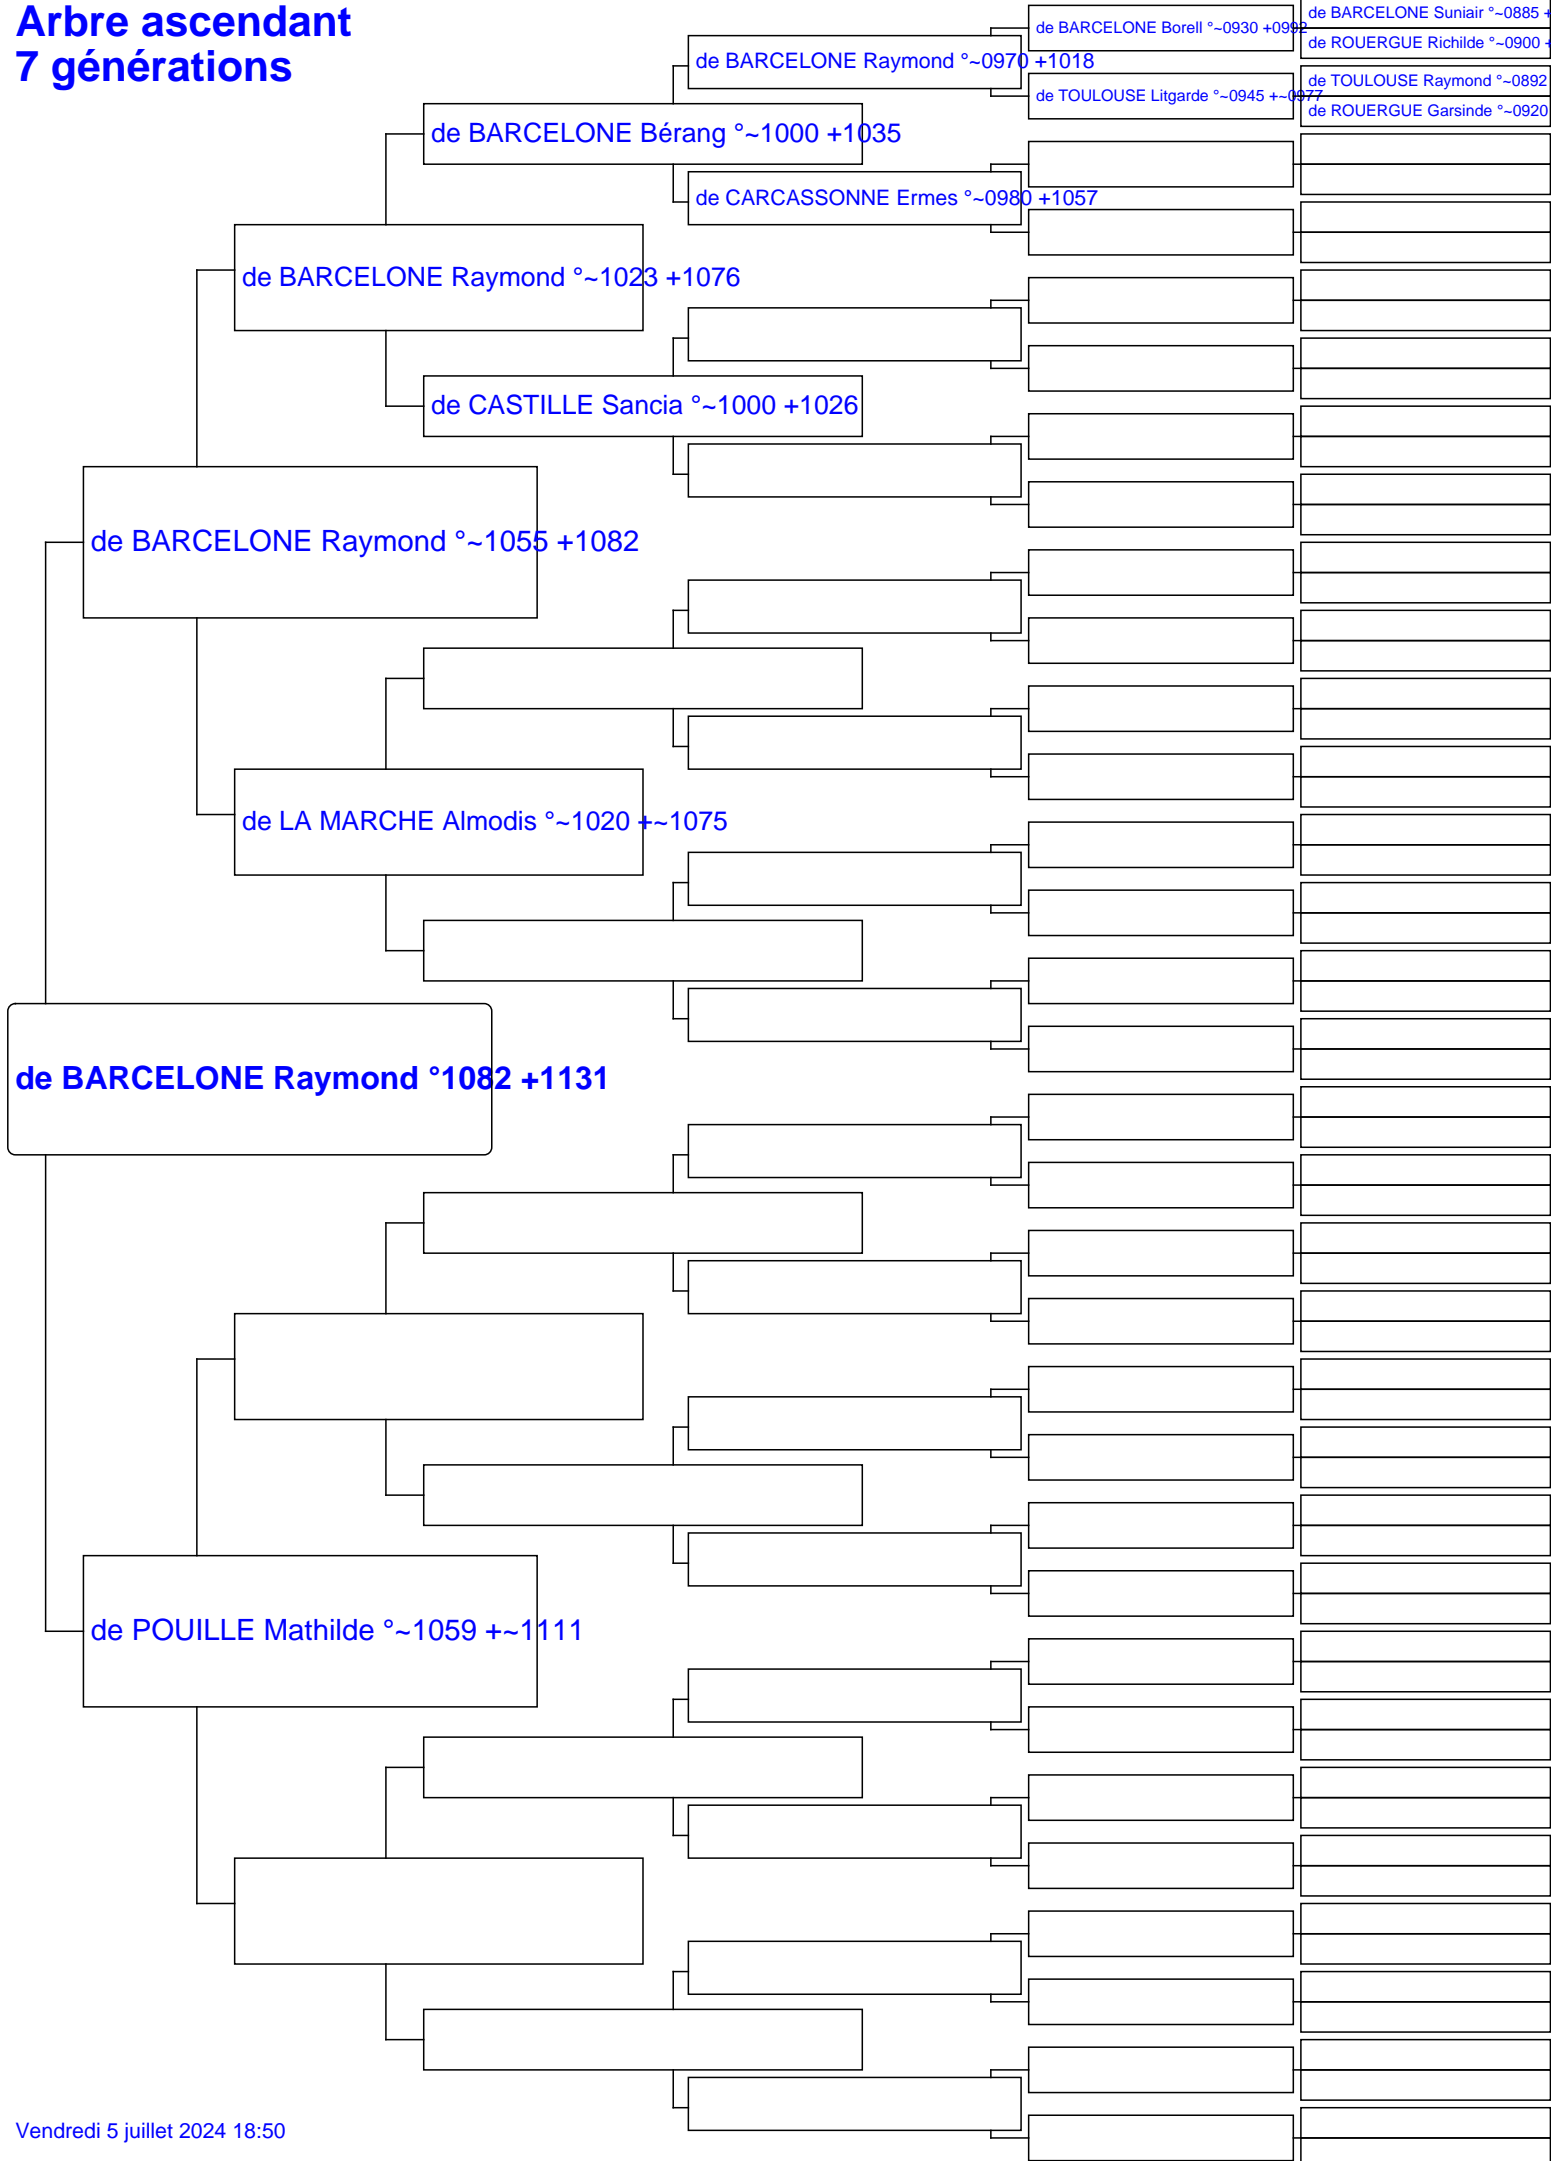 Arbre ascendant
7 générations
de BARCELONE Suniair °~0885 +
de BARCELONE Borell °~0930 +0992
de ROUERGUE Richilde °~0900 +
de BARCELONE Raymond °~0970 +1018
de TOULOUSE Raymond °~0892
de TOULOUSE Litgarde °~0945 +~0977
de ROUERGUE Garsinde °~0920
de BARCELONE Bérang °~1000 +1035
de CARCASSONNE Ermes °~0980 +1057
de BARCELONE Raymond °~1023 +1076
de CASTILLE Sancia °~1000 +1026
de BARCELONE Raymond °~1055 +1082
de LA MARCHE Almodis °~1020 +~1075
de BARCELONE Raymond °1082 +1131
de POUILLE Mathilde °~1059 +~1111
Vendredi 5 juillet 2024 18:50